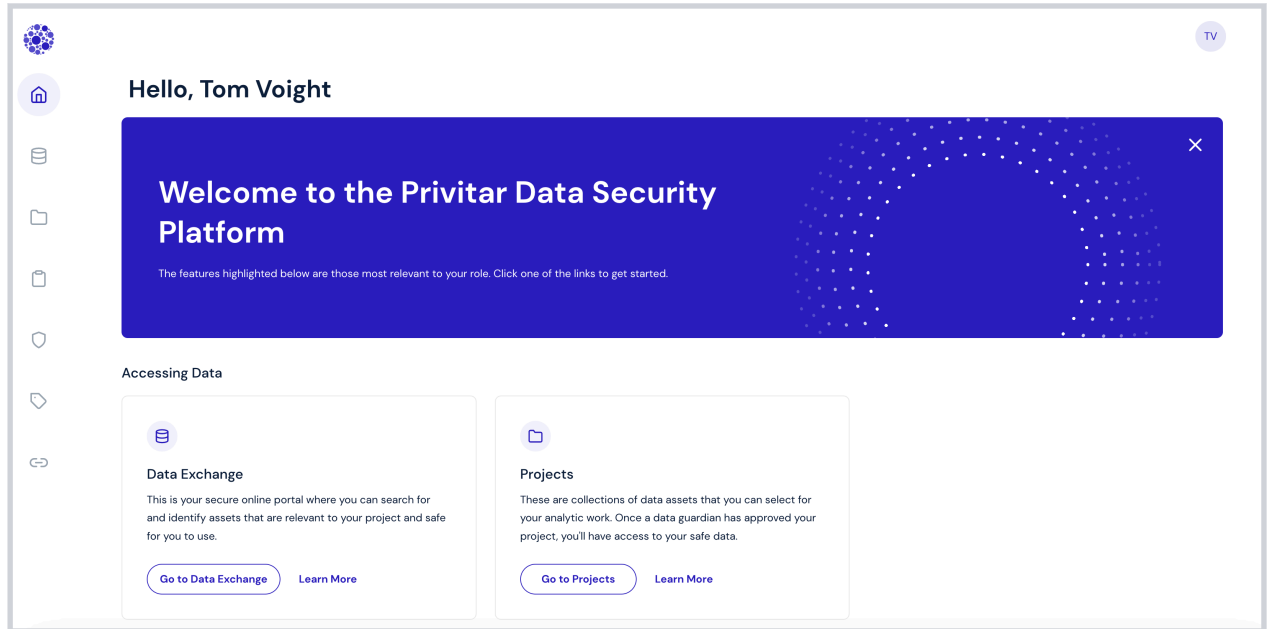 TV
Hello, Tom Voight
Welcome to the Privitar Data Security
Platform
The features highlighted below are those most relevant to your role. Click one of the links to get started.
Accessing Data
Data Exchange
This is your secure online portal where you can search for
and identify assets that are relevant to your project and safe
for you to use.
Go to Data Exchange
Learn More
Projects
These are collections of data assets that you can select for
your analytic work. Once a data guardian has approved your
project, you'll have access to your safe data.
Go to Projects
Learn More